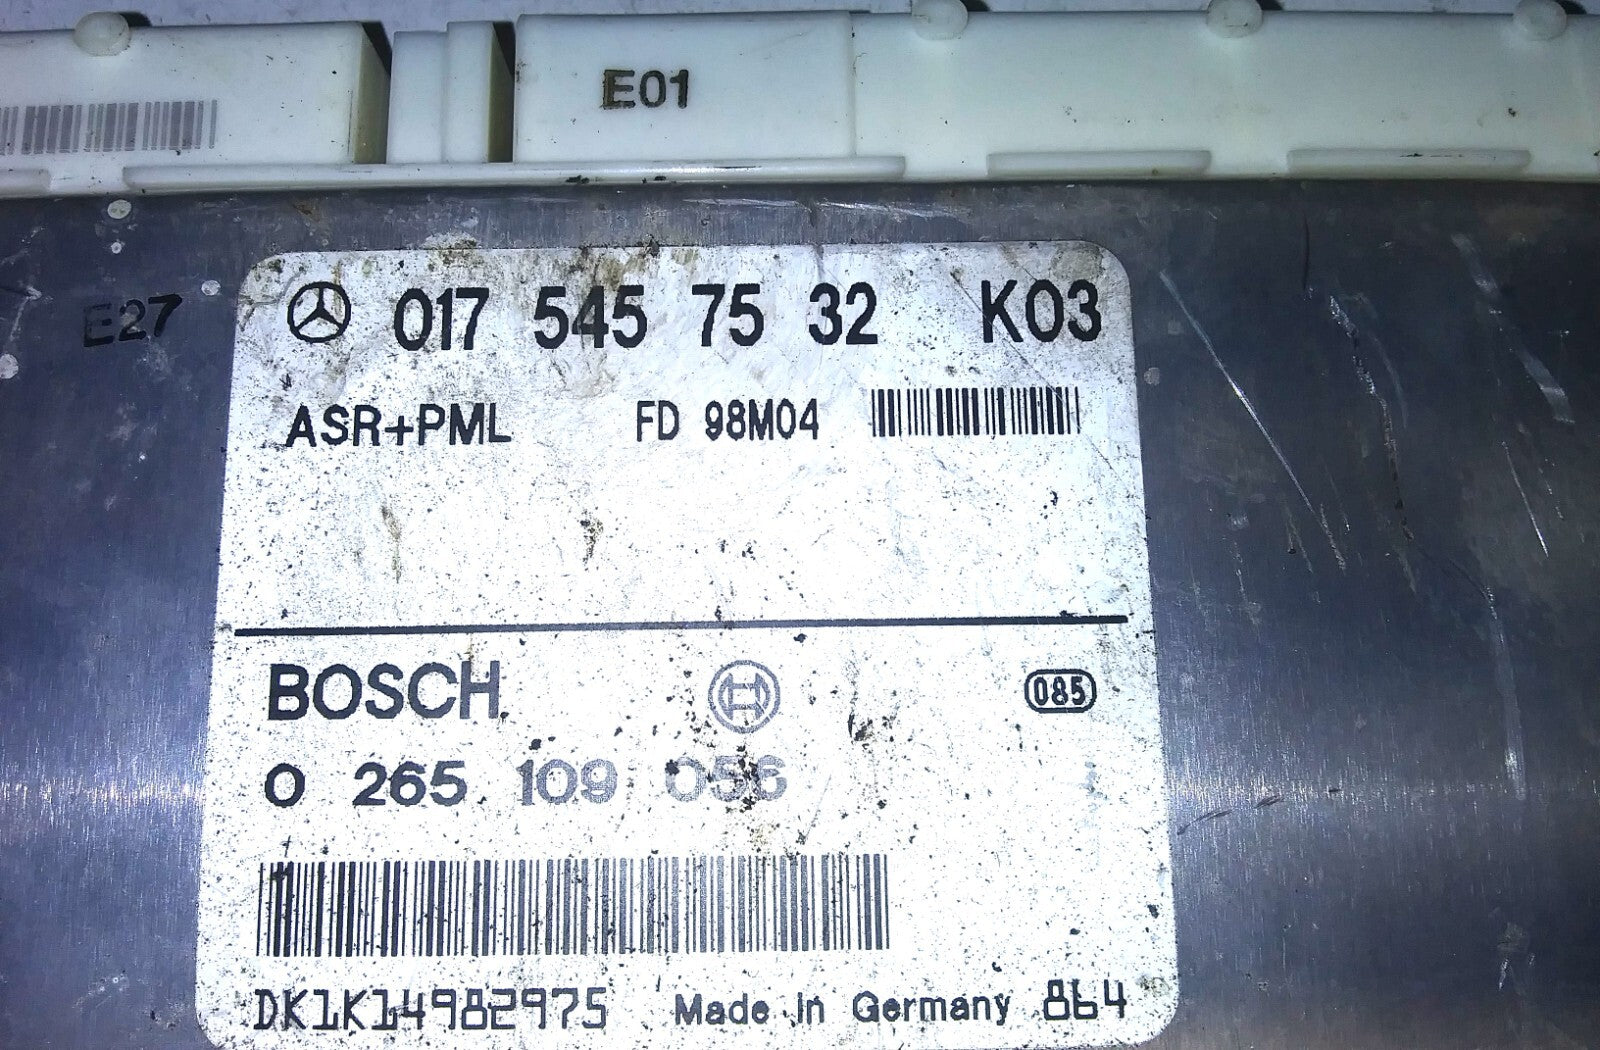 E01
E27
017 545 75 32 K03
ASR+PML FD 98M04
BOSCH 085
0 265 109 056
DK1K14982975 Made in Germany 864